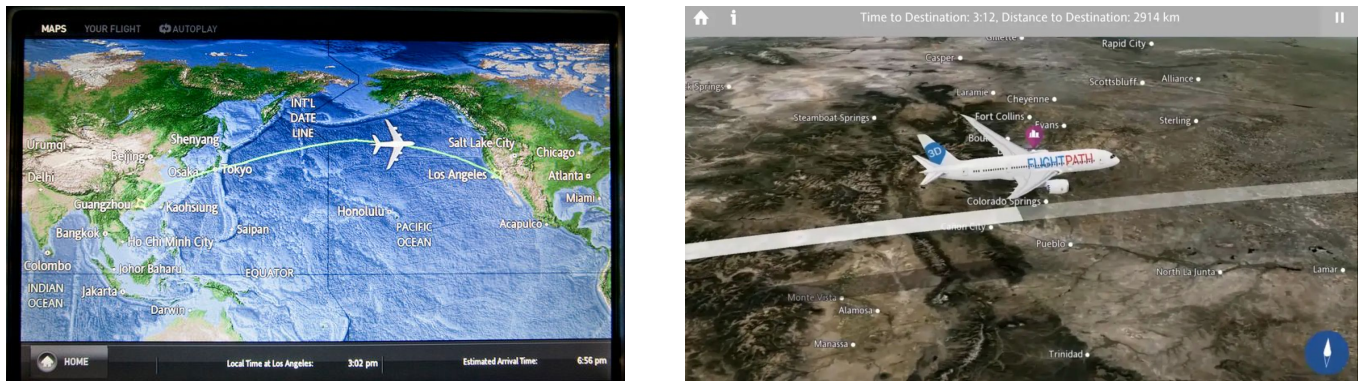 MAPS YOUR FLIGHT AUTOPLAY
INT'L
DATE
LINE
Shenyang
Urumqi
Beijing
Salt Lake City
Chicago
Delhi
Osaka
Tokyo
Los Angeles
Atlanta
Guangzhou
Kaohsiung
Miami
Honolulu
Acapulco
PACIFIC
OCEAN
Bangkok
Ho Chi Minh City
Saipan
Colombo
Johor Baharu
EQUATOR
INDIAN
OCEAN
Jakarta
Darwin
HOME
Local Time at Los Angeles: 3:02 pm
Estimated Arrival Time: 6:56 pm
Time to Destination: 3:12, Distance to Destination: 2914 km
Rapid City
Casper
Scottsbluff
Alliance
Springs
Laramie
Cheyenne
Steamboat Springs
Fort Collins
Evans
Sterling
3D
FLIGHTPATH
Colorado Springs
Pueblo
North La Junta
Lamar
Monte Vista
Alamosa
Manassa
Trinidad